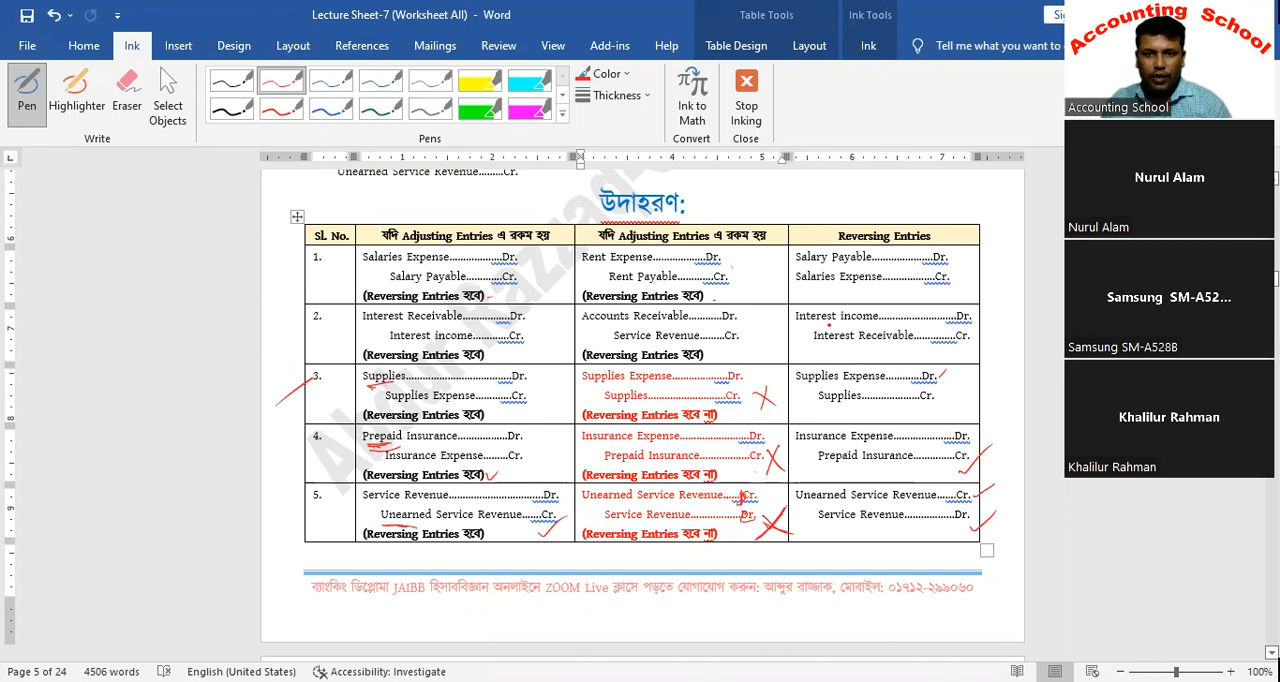 Lecture Sheet-7 (Worksheet All) - Word
Table Tools
Ink Tools
File
Home
Ink
Insert
Design
Layout
References
Mailings
Review
View
Add-ins
Help
Table Design
Layout
Ink
Tell me what you want to
Pen
Highlighter
Eraser
Select
Objects
Color
Thickness
Ink to
Math
Stop
Inking
Write
Pens
Convert
Close
Accounting School
Accounting School
Nurul Alam
Nurul Alam
Samsung SM-A52...
Samsung SM-A528B
Khalilur Rahman
Khalilur Rahman
Unearned Service Revenue..........Cr.
উদাহরণ:
Sl. No.
যদি Adjusting Entries এ রকম হয়
যদি Adjusting Entries এ রকম হয়
Reversing Entries
1.
Salaries Expense..................Dr.
Salary Payable............Cr.
(Reversing Entries হবে)
Rent Expense..................Dr.
Rent Payable............Cr.
(Reversing Entries হবে)
Salary Payable.....................Dr.
Salaries Expense..................Cr.
2.
Interest Receivable...............Dr.
Interest income............Cr.
(Reversing Entries হবে)
Accounts Receivable............Dr.
Service Revenue.........Cr.
(Reversing Entries হবে)
Interest income..........................Dr.
Interest Receivable..............Cr.
3.
Supplies....................................Dr.
Supplies Expense............Cr.
(Reversing Entries হবে)
Supplies Expense...................Dr.
Supplies..........................Cr.
(Reversing Entries হবে না)
Supplies Expense.............Dr.
Supplies........................Cr.
4.
Prepaid Insurance..................Dr.
Insurance Expense.........Cr.
(Reversing Entries হবে)
Insurance Expense.......................Dr.
Prepaid Insurance.................Cr.
(Reversing Entries হবে না)
Insurance Expense.......................Dr.
Prepaid Insurance.................Cr.
5.
Service Revenue...............................Dr.
Unearned Service Revenue......Cr.
(Reversing Entries হবে)
Unearned Service Revenue......Cr.
Service Revenue..................Dr.
(Reversing Entries হবে না)
Unearned Service Revenue......Cr.
Service Revenue..................Dr.
ব্যাংকিং ডিপ্লোমা JAIBB হিসাববিজ্ঞান অনলাইনে ZOOM Live ক্লাসে পড়তে যোগাযোগ করুন: আব্দুর রাজ্জাক, মোবাইল: ০১৭১২-২৯৯০৬০
Page 5 of 24
4506 words
English (United States)
Accessibility: Investigate
100%